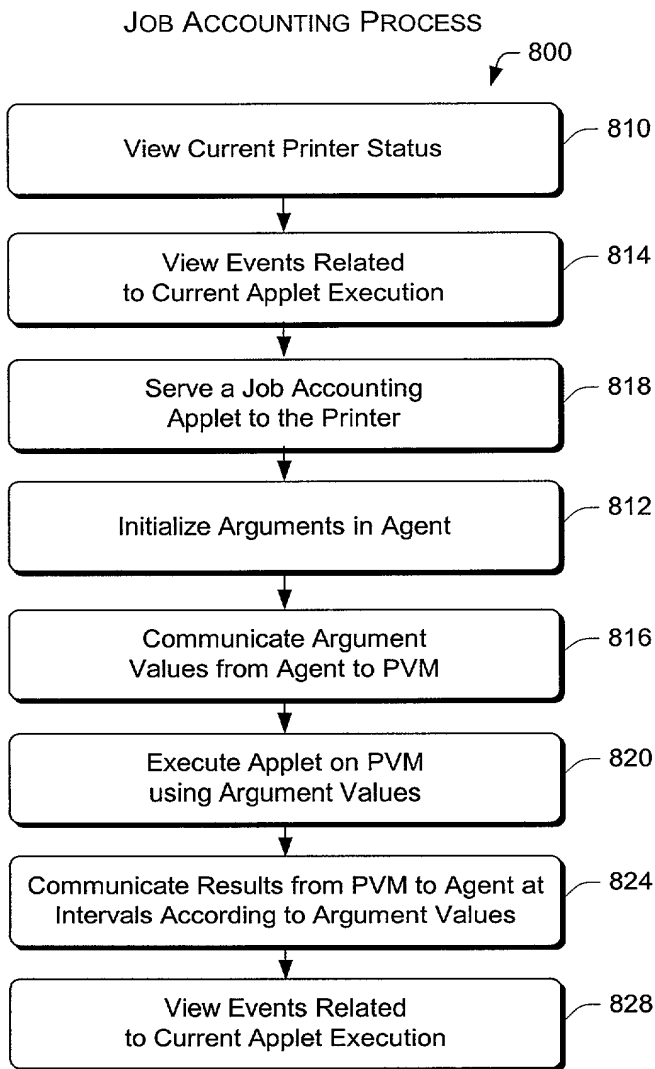 JOB ACCOUNTING PROCESS
800
View Current Printer Status
810
View Events Related
to Current Applet Execution
814
Serve a Job Accounting
Applet to the Printer
818
Initialize Arguments in Agent
812
Communicate Argument
Values from Agent to PVM
816
Execute Applet on PVM
using Argument Values
820
Communicate Results from PVM to Agent at
Intervals According to Argument Values
824
View Events Related
to Current Applet Execution
828